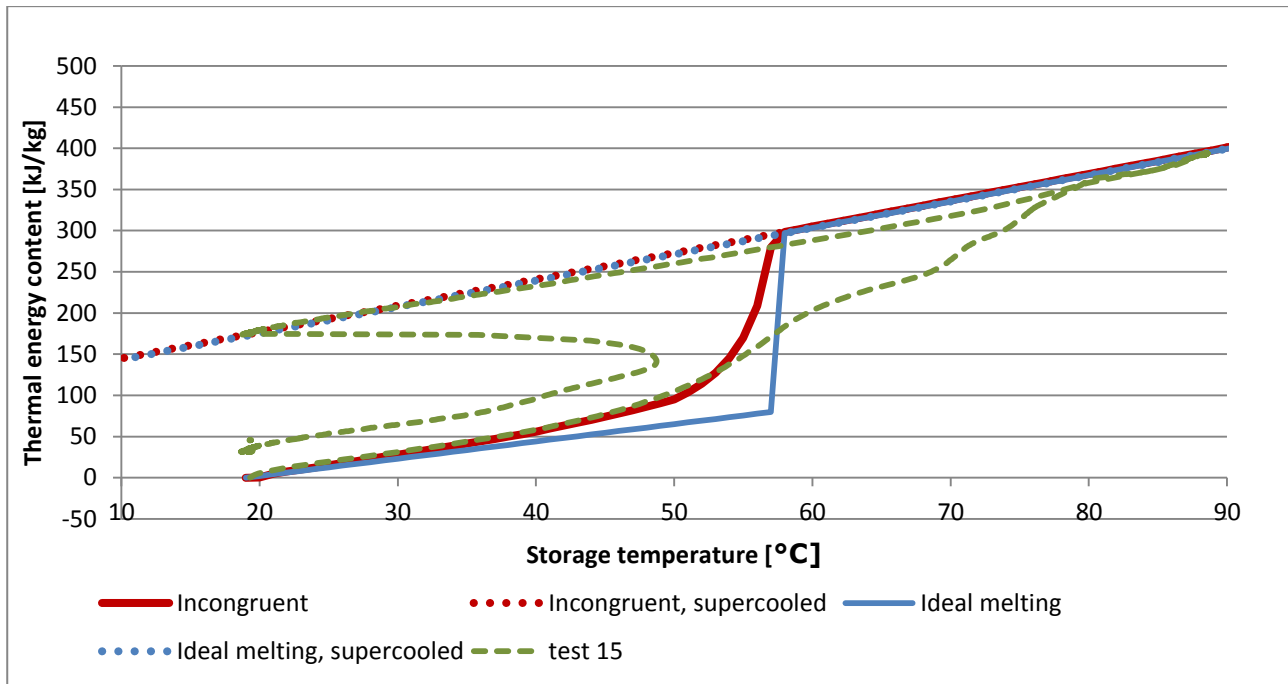 500
450
400
350
300
250
200
150
100
50
0
-50
Thermal energy content [kJ/kg]
10 20 30 40 50 60 70 80 90
Storage temperature [°C]
Incongruent Incongruent, supercooled Ideal melting
Ideal melting, supercooled test 15